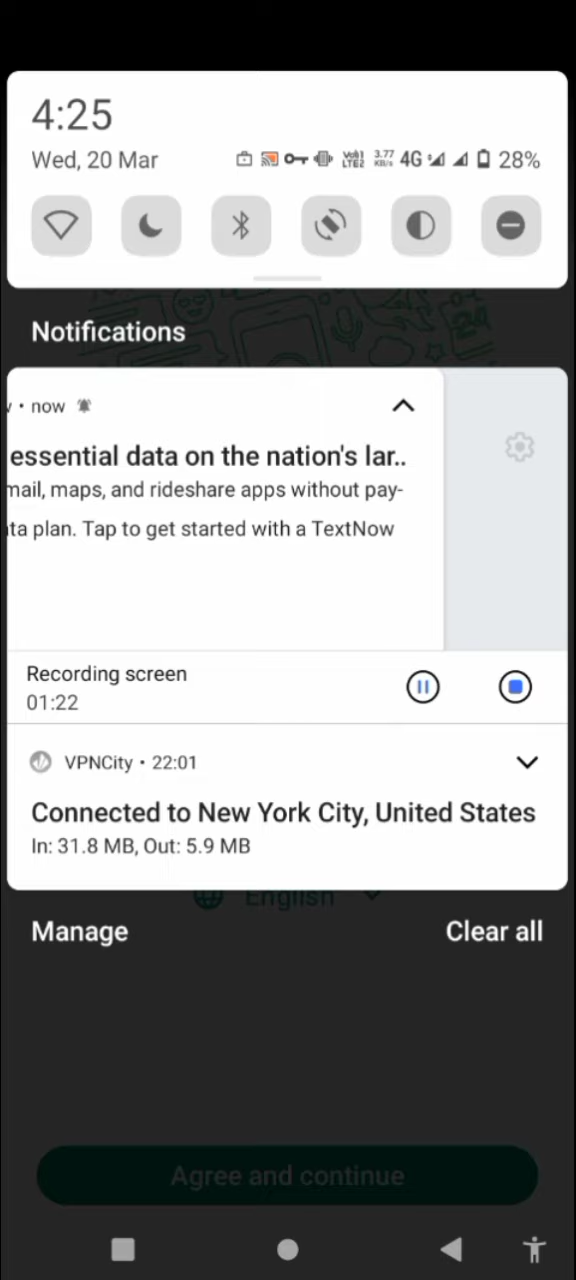 4:25
Wed, 20 Mar
Vo)) LTE2 3.77 KB/s 4G 28%
Notifications
• now
essential data on the nation's lar..
mail, maps, and rideshare apps without pay-
ta plan. Tap to get started with a TextNow
Recording screen
01:22
VPNCity • 22:01
Connected to New York City, United States
In: 31.8 MB, Out: 5.9 MB
English
Manage
Clear all
Agree and continue